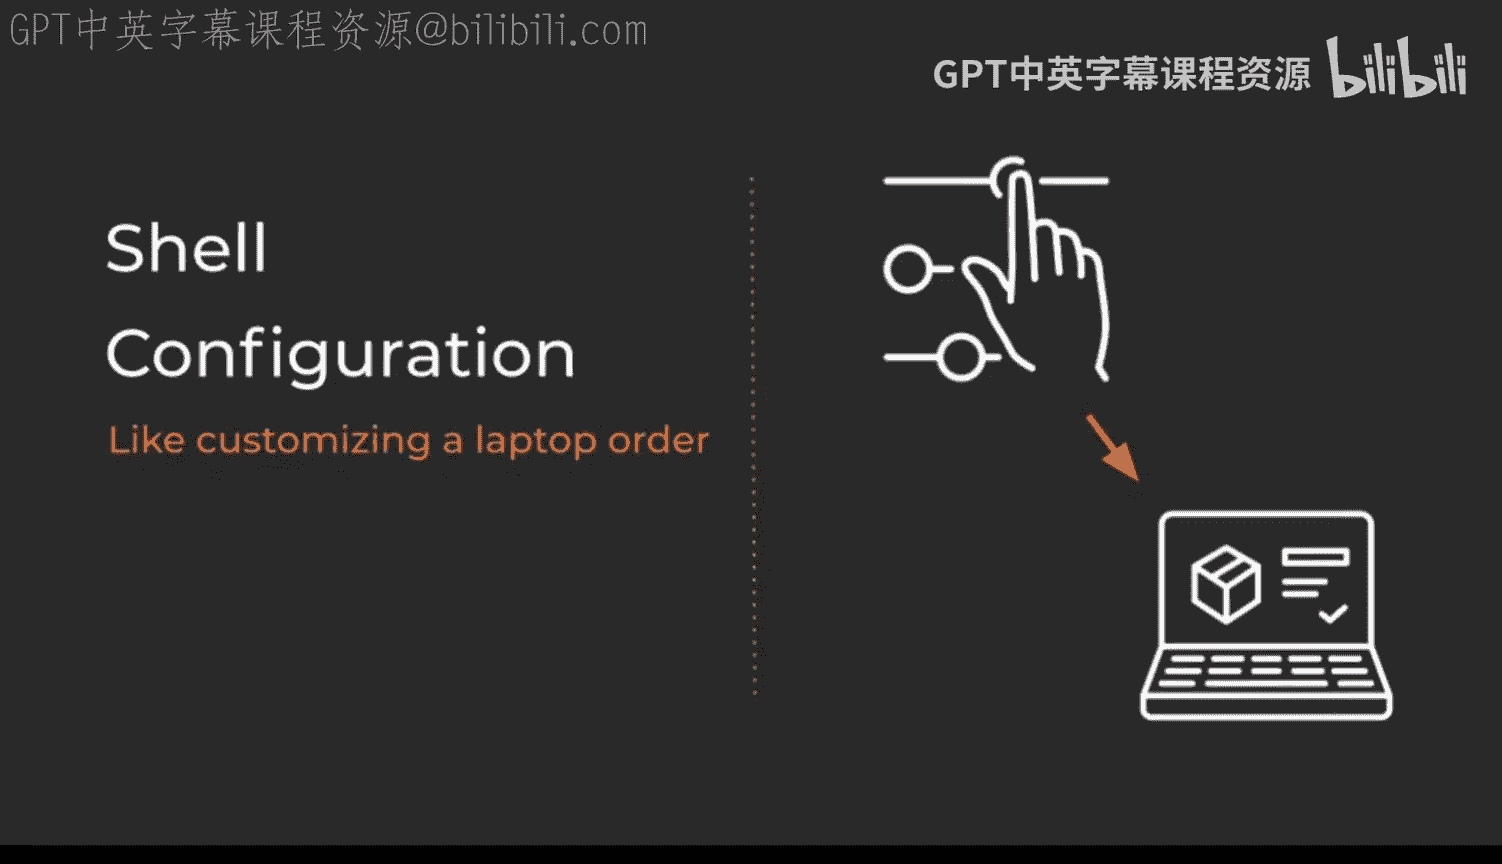 GPT中英字幕课程资源@bilibili.com
GPT中英字幕课程资源 bilibili
Shell
Configuration
Like customizing a laptop order